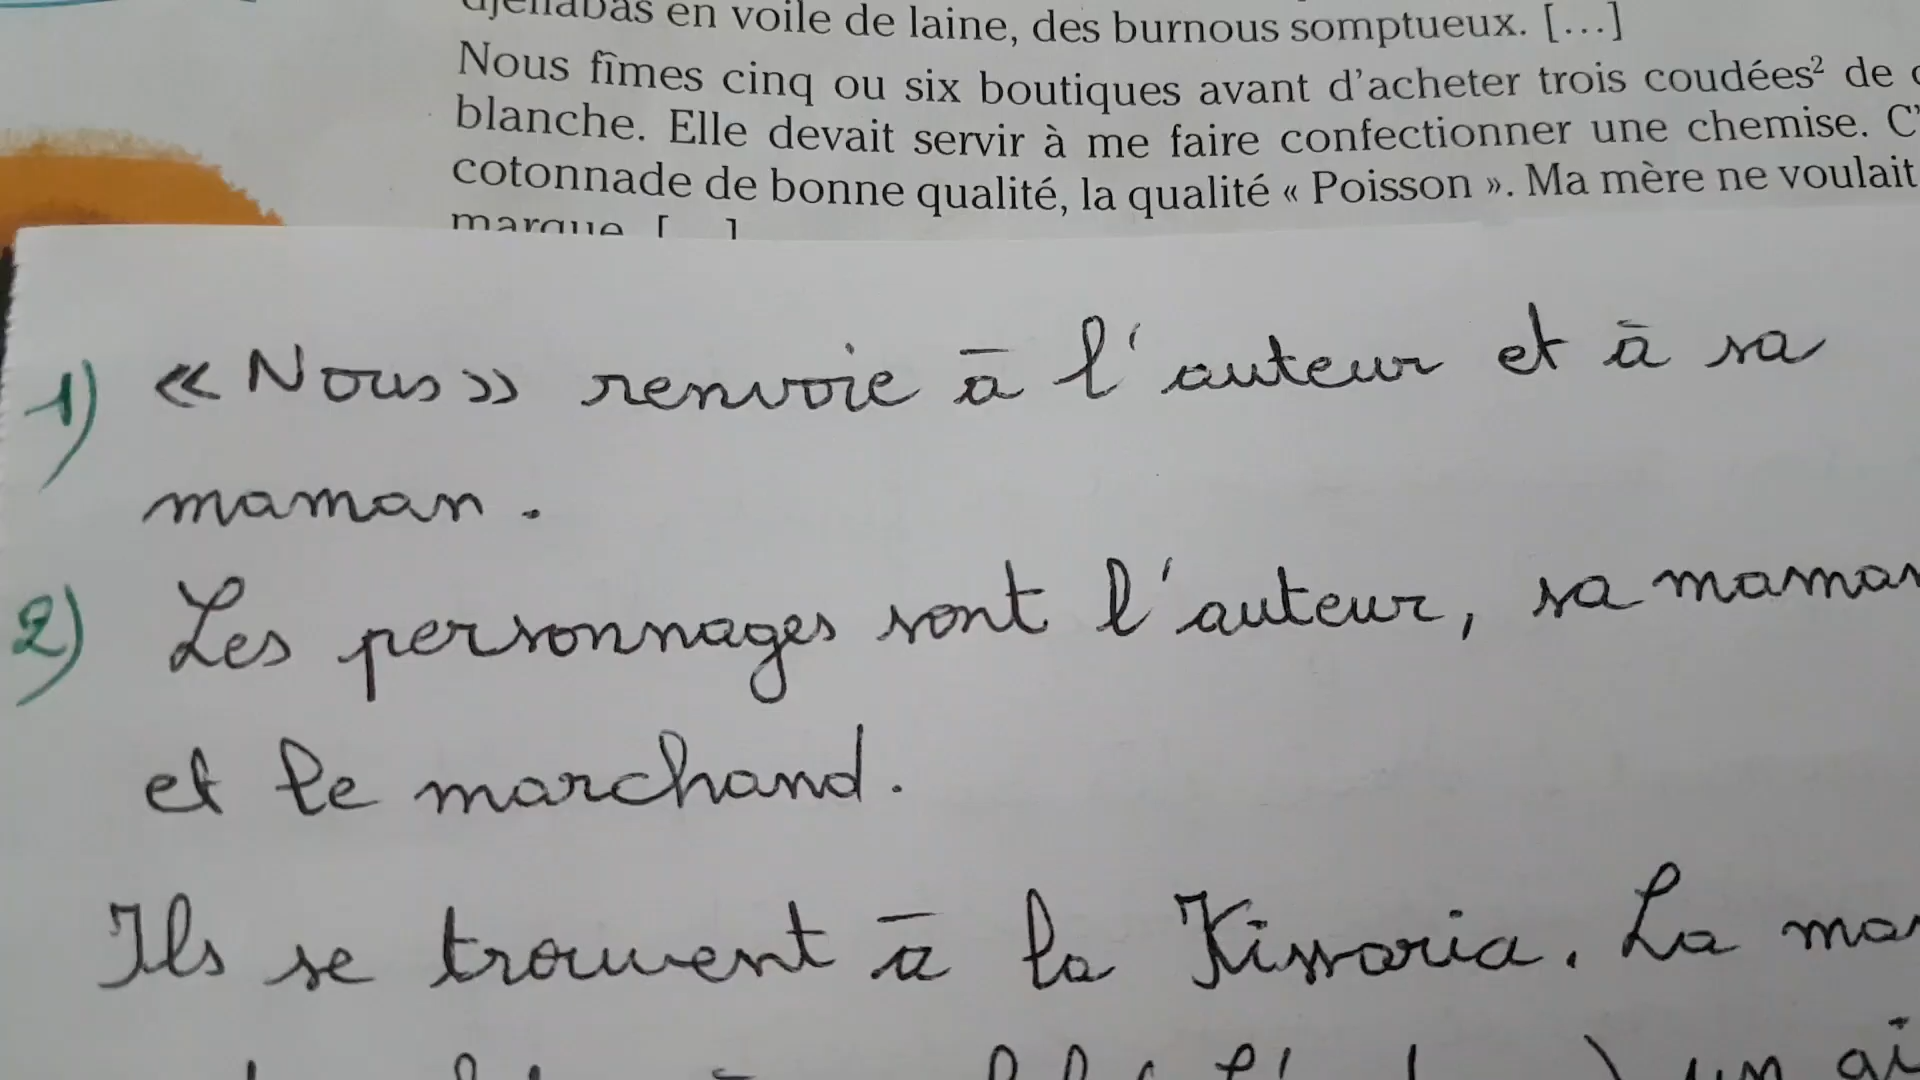 djellabas en voile de laine, des burnous somptueux. [...]
Nous fîmes cinq ou six boutiques avant d'acheter trois coudées² de
blanche. Elle devait servir à me faire confectionner une chemise. C'
cotonnade de bonne qualité, la qualité « Poisson ». Ma mère ne voulait
marque [ ]
1) « Nous » renvoie à l'auteur et à sa
maman.
2) Les personnages sont l'auteur, sa maman
et le marchand.
Ils se trouvent à la Kissaria. La
un